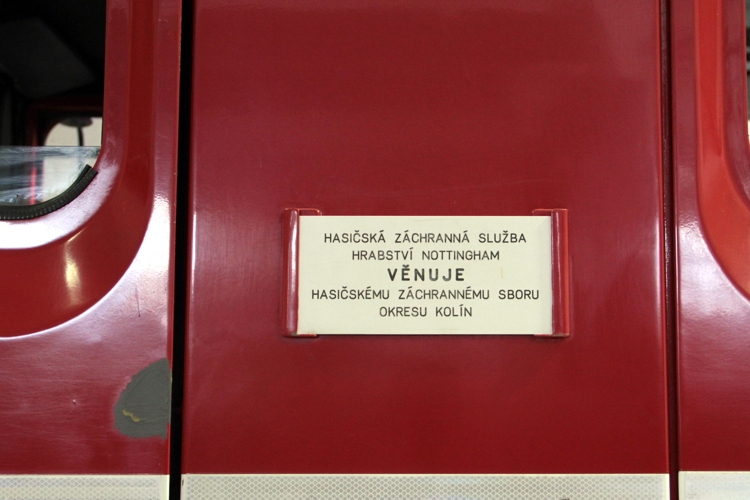 HASIČSKÁ ZÁCHRANNÁ SLUŽBA
HRABSTVÍ NOTTINGHAM
VĚNUJE
HASIČSKÉMU ZÁCHRANNÉMU SBORU
OKRESU KOLÍN